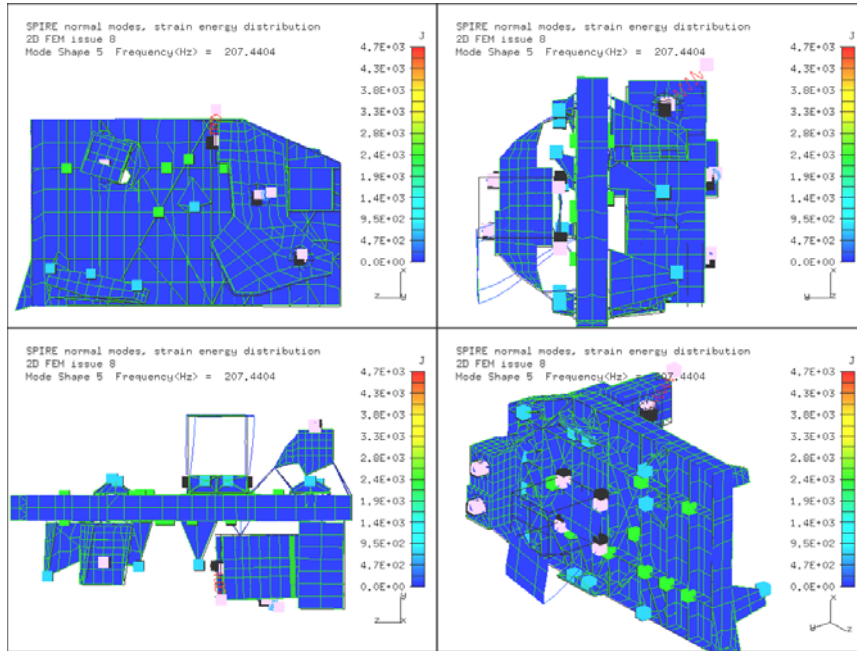 SPIRE normal modes, strain energy distribution
2D FEM issue 8
Mode Shape 5 Frequency(Hz) = 207.4404
J
4.7E+03
4.3E+03
3.8E+03
3.3E+03
2.8E+03
2.4E+03
1.9E+03
1.4E+03
9.5E+02
4.7E+02
0.0E+00
x
z
y
SPIRE normal modes, strain energy distribution
2D FEM issue 8
Mode Shape 5 Frequency(Hz) = 207.4404
J
4.7E+03
4.3E+03
3.8E+03
3.3E+03
2.8E+03
2.4E+03
1.9E+03
1.4E+03
9.5E+02
4.7E+02
0.0E+00
x
y
z
SPIRE normal modes, strain energy distribution
2D FEM issue 8
Mode Shape 5 Frequency(Hz) = 207.4404
J
4.7E+03
4.3E+03
3.8E+03
3.3E+03
2.8E+03
2.4E+03
1.9E+03
1.4E+03
9.5E+02
4.7E+02
0.0E+00
y
z
x
SPIRE normal modes, strain energy distribution
2D FEM issue 8
Mode Shape 5 Frequency(Hz) = 207.4404
J
4.7E+03
4.3E+03
3.8E+03
3.3E+03
2.8E+03
2.4E+03
1.9E+03
1.4E+03
9.5E+02
4.7E+02
0.0E+00
x
y
z